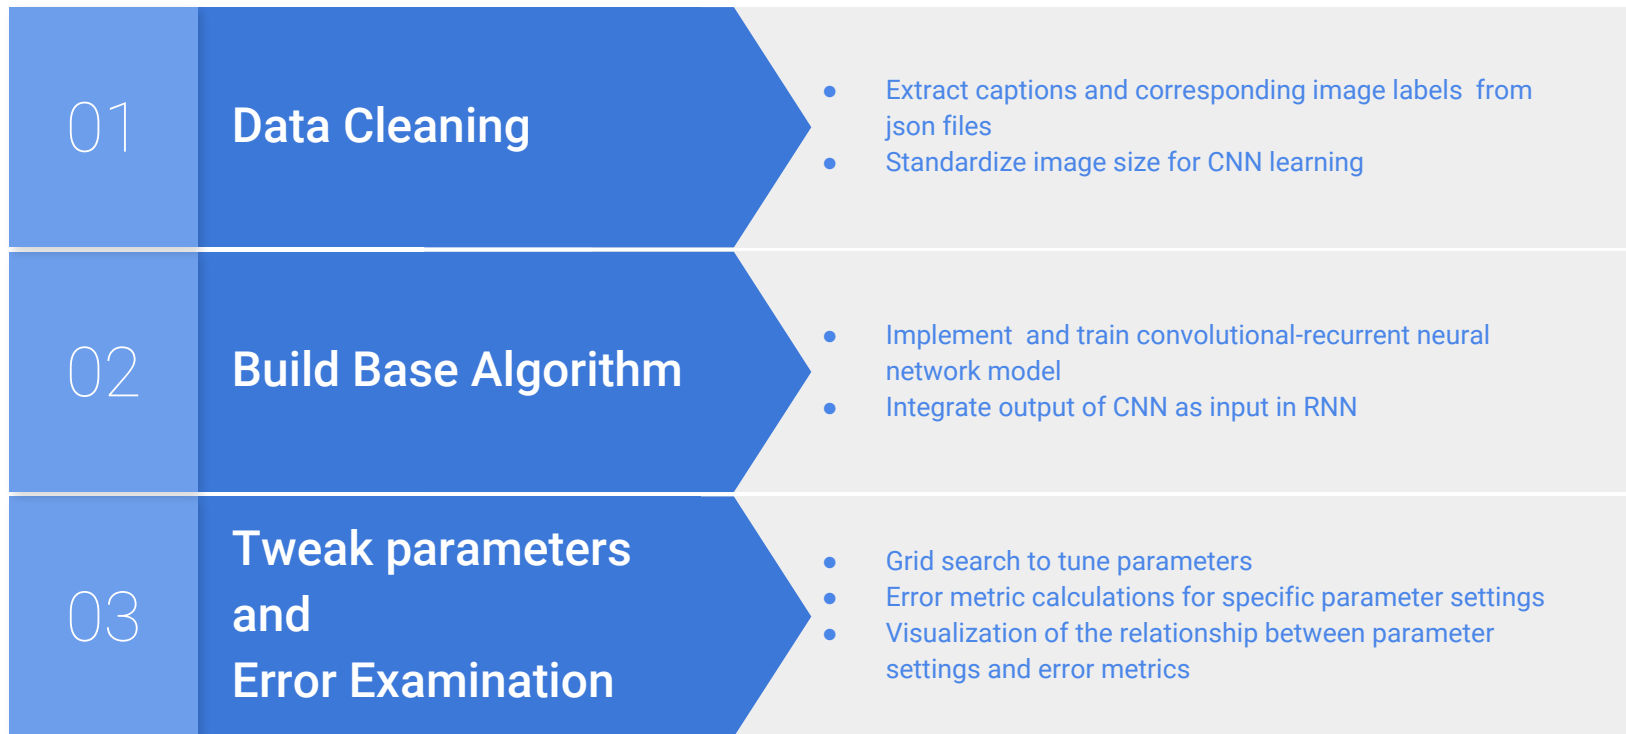 01
Data Cleaning
● Extract captions and corresponding image labels  from
json files
● Standardize image size for CNN learning
02
Build Base Algorithm
● Implement  and train convolutional-recurrent neural
network model
● Integrate output of CNN as input in RNN
03
Tweak parameters
and
Error Examination
● Grid search to tune parameters
● Error metric calculations for specific parameter settings
● Visualization of the relationship between parameter
settings and error metrics